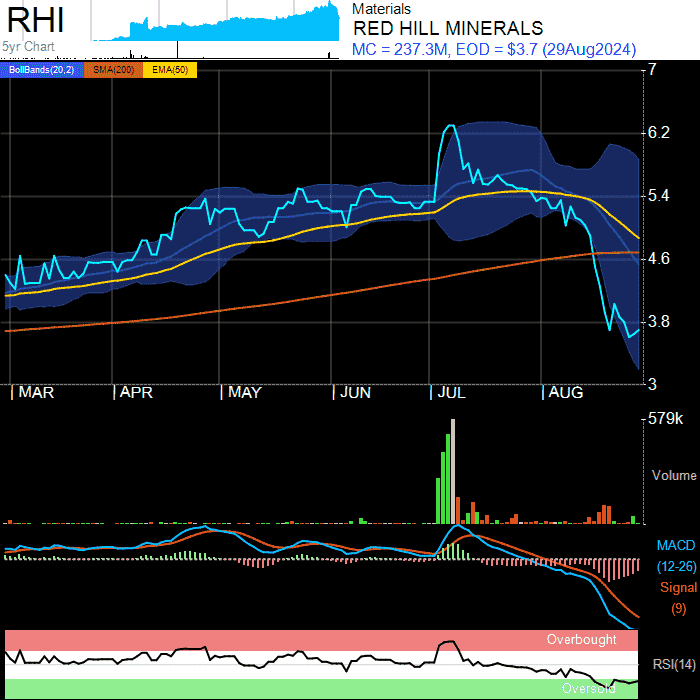 RHI
5yr Chart
Materials
RED HILL MINERALS
MC = 237.3M, EOD = $3.7 (29Aug2024)
BollBands(20,2) SMA(200) EMA(50)
7
6.2
5.4
4.6
3.8
3
MAR APR MAY JUN JUL AUG
579k
Volume
MACD
(12-26)
Signal
(9)
Overbought
RSI(14)
Oversold